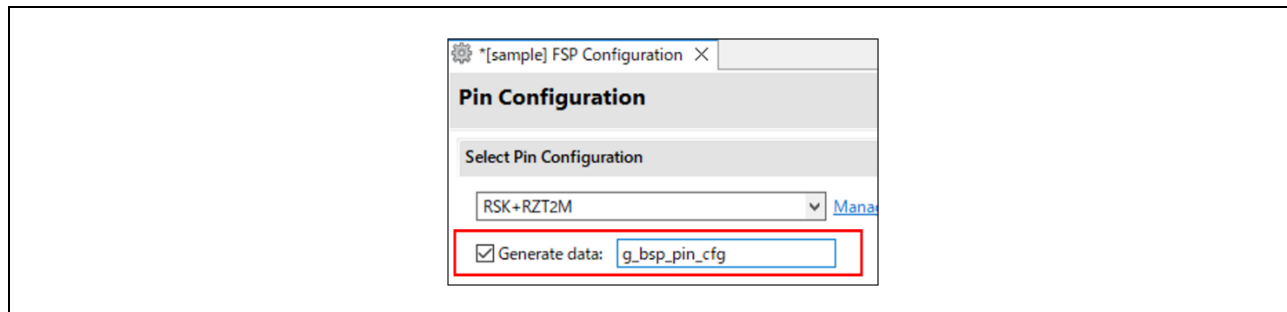 *[sample] FSP Configuration
Pin Configuration
Select Pin Configuration
RSK+RZT2M
Generate data: g_bsp_pin_cfg